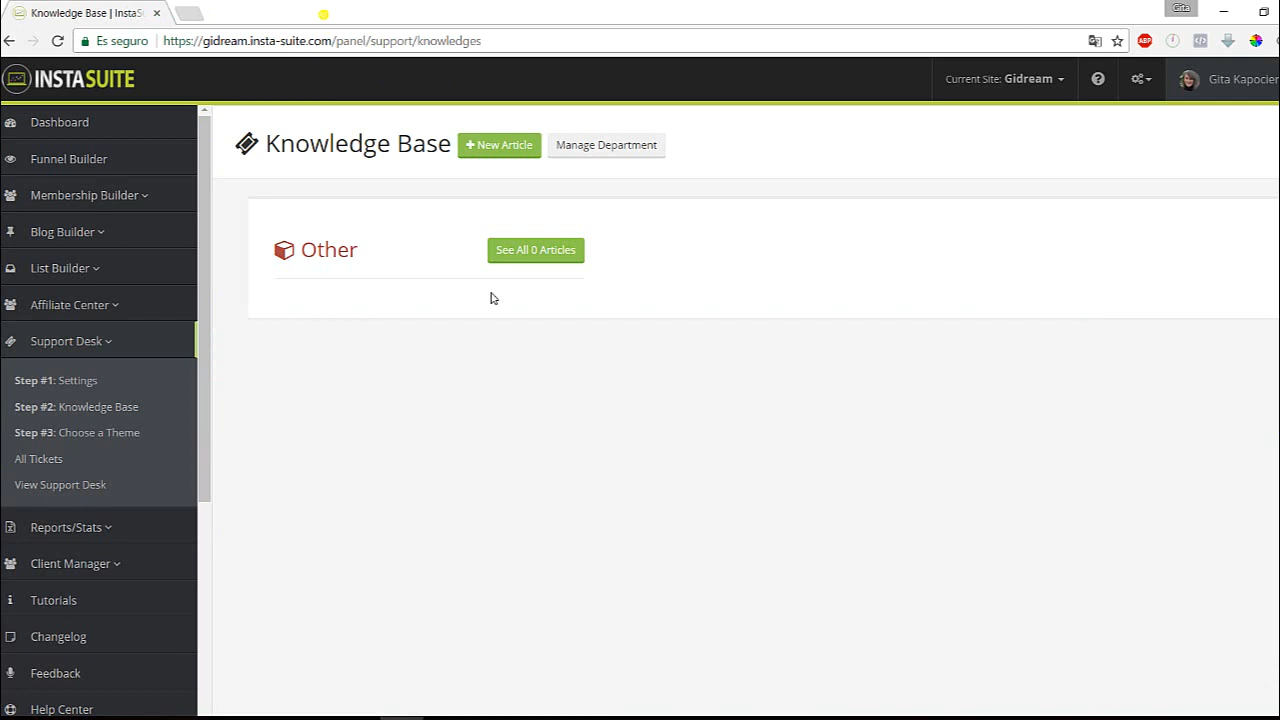 Knowledge Base | InstaS
Gita
Es seguro
https://gidream.insta-suite.com/panel/support/knowledges
ABP
INSTASUITE
Current Site: Gidream
Gita Kapocier
Dashboard
Funnel Builder
Membership Builder
Blog Builder
List Builder
Affiliate Center
Support Desk
Step #1: Settings
Step #2: Knowledge Base
Step #3: Choose a Theme
All Tickets
View Support Desk
Reports/Stats
Client Manager
Tutorials
Changelog
Feedback
Help Center
Knowledge Base
+ New Article
Manage Department
Other
See All 0 Articles